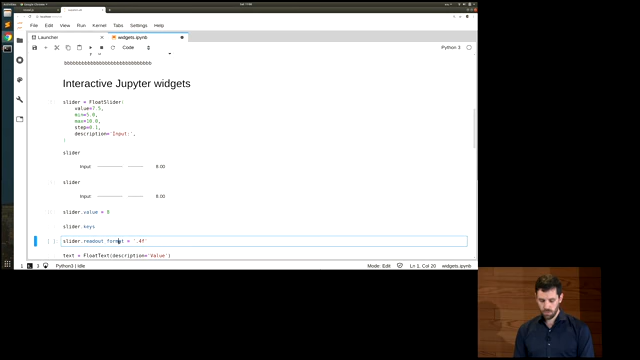 File Edit View Run Kernel Tabs Settings Help
Launcher
widgets.ipynb
Code
Python 3
bbbbbbbbbbbbbbbbbbbbbbbbbbbbbb
Interactive Jupyter widgets
slider = FloatSlider(
value=7.5,
min=5.0,
max=10.0,
step=0.1,
description='Input:',
)
slider
Input
8.00
slider
Input
8.00
slider.value = 8
slider.keys
[ ]:
slider.readout_format = '.4f'
text = FloatText(description='Value')
Python3 | Idle
Mode: Edit
Ln 1, Col 20
widgets.ipynb